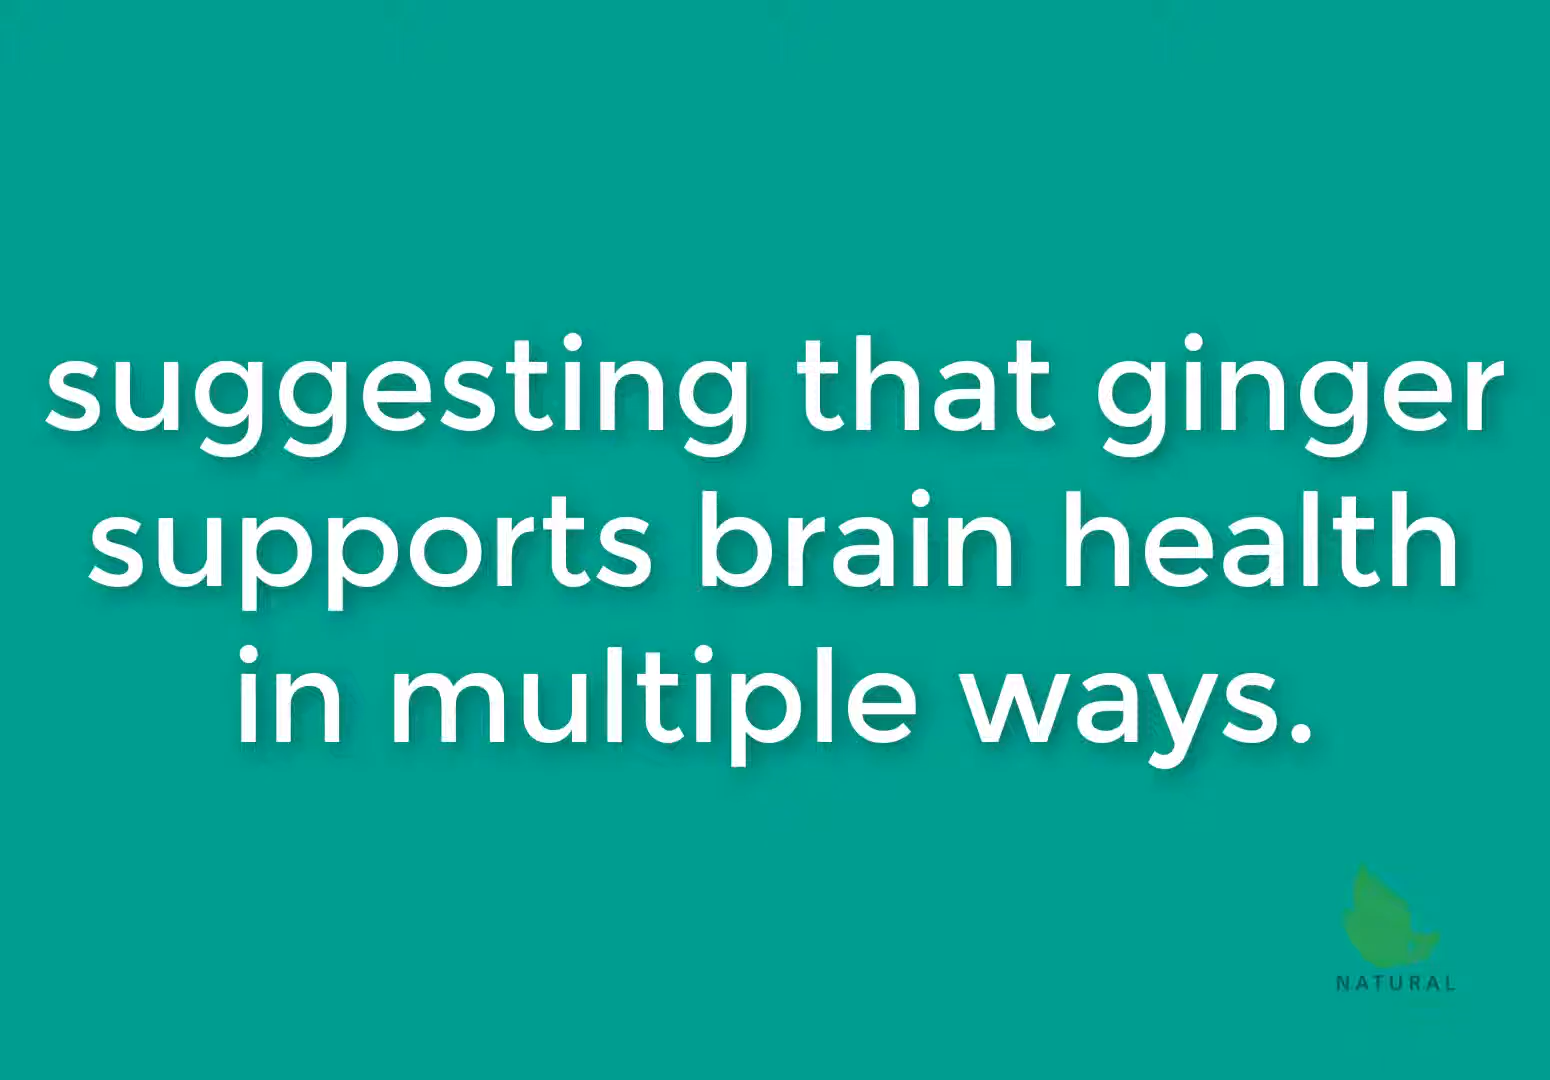 suggesting that ginger
supports brain health
in multiple ways.
NATURAL